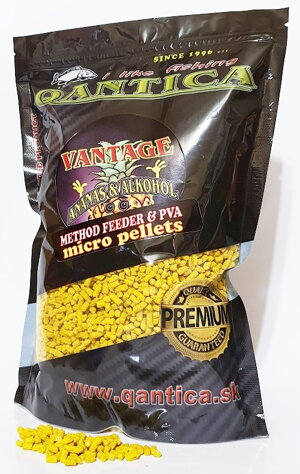 SINCE 1996 ...
i like fishing
QANTICA
VANTAGE
ANANAS & ALKOHOL
METHOD FEEDER & PVA
micro pellets
QUALITY
PREMIUM
GUARANTEED
www.qantica.sk